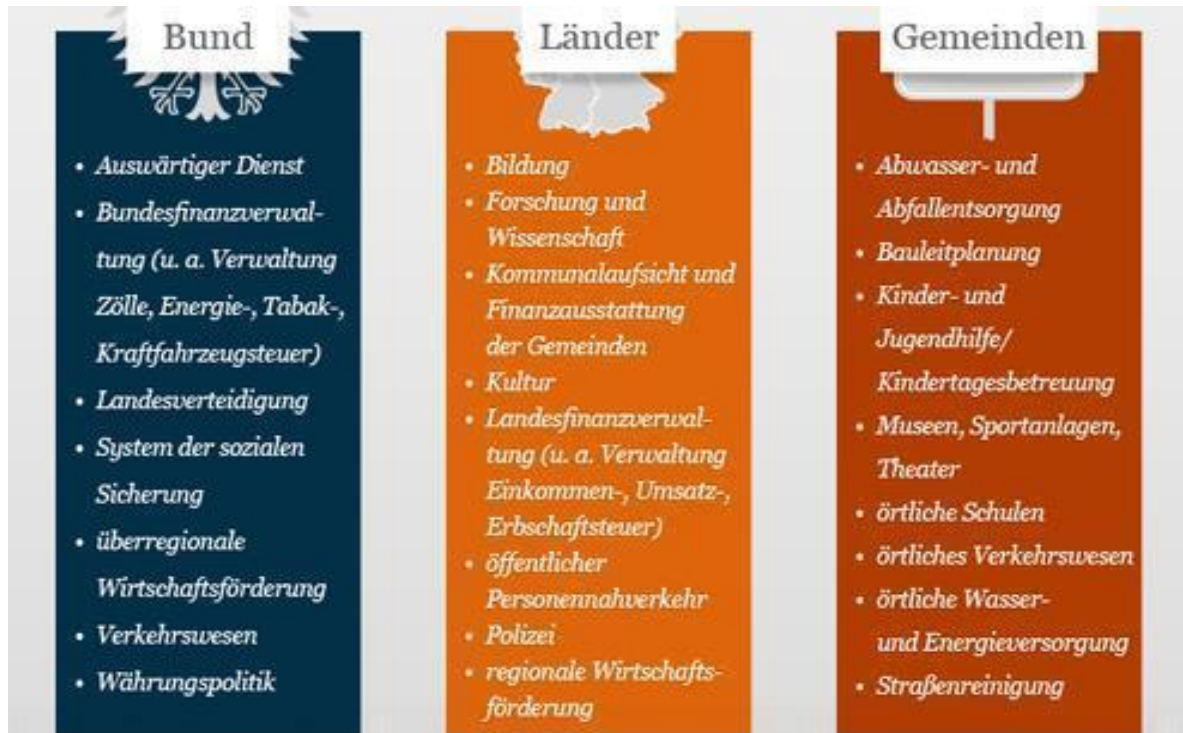 Bund
• Auswärtiger Dienst
• Bundesfinanzverwal-
tung (u. a. Verwaltung
Zölle, Energie-, Tabak-,
Kraftfahrzeugsteuer)
• Landesverteidigung
• System der sozialen
Sicherung
• überregionale
Wirtschaftsförderung
• Verkehrswesen
• Währungspolitik
Länder
• Bildung
• Forschung und
Wissenschaft
• Kommunalaufsicht und
Finanzausstattung
der Gemeinden
• Kultur
• Landesfinanzverwal-
tung (u. a. Verwaltung
Einkommen-, Umsatz-,
Erbschaftsteuer)
• öffentlicher
Personennahverkehr
• Polizei
• regionale Wirtschafts-
förderung
Gemeinden
• Abwasser- und
Abfallentsorgung
• Bauleitplanung
• Kinder- und
Jugendhilfe/
Kindertagesbetreuung
• Museen, Sportanlagen,
Theater
• örtliche Schulen
• örtliches Verkehrswesen
• örtliche Wasser-
und Energieversorgung
• Straßenreinigung